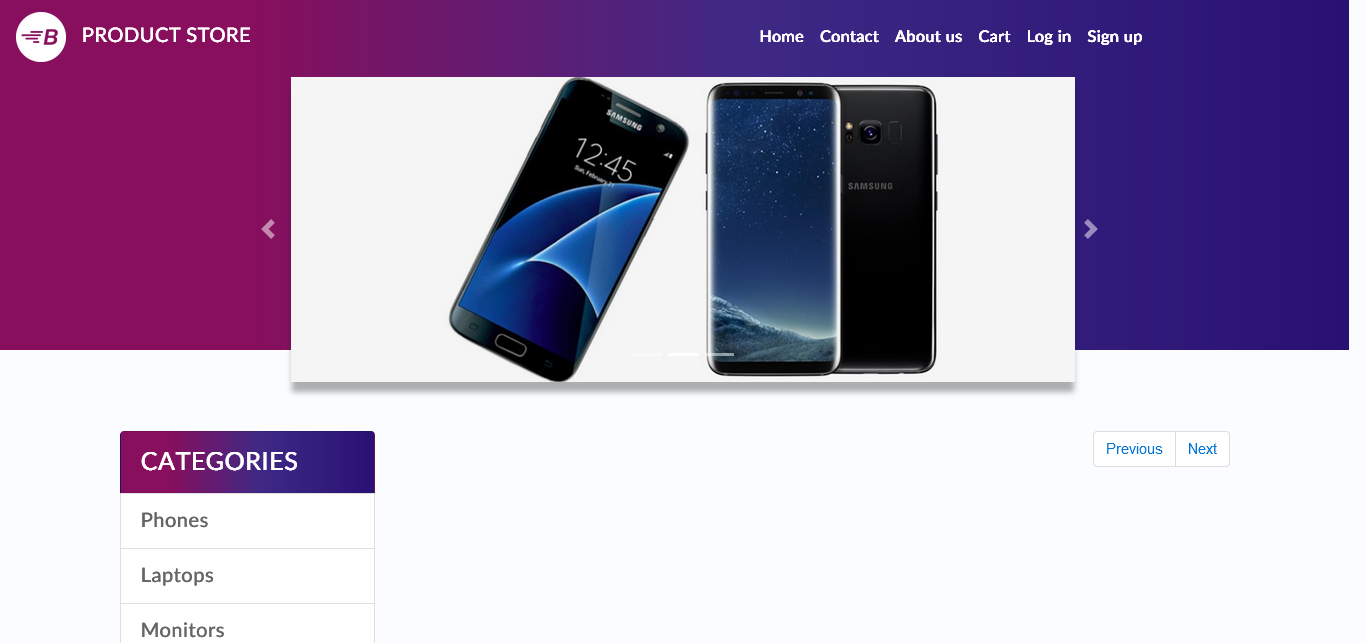 B PRODUCT STORE
Home Contact About us Cart Log in Sign up
SAMSUNG
12:45
SAMSUNG
CATEGORIES
Previous Next
Phones
Laptops
Monitors